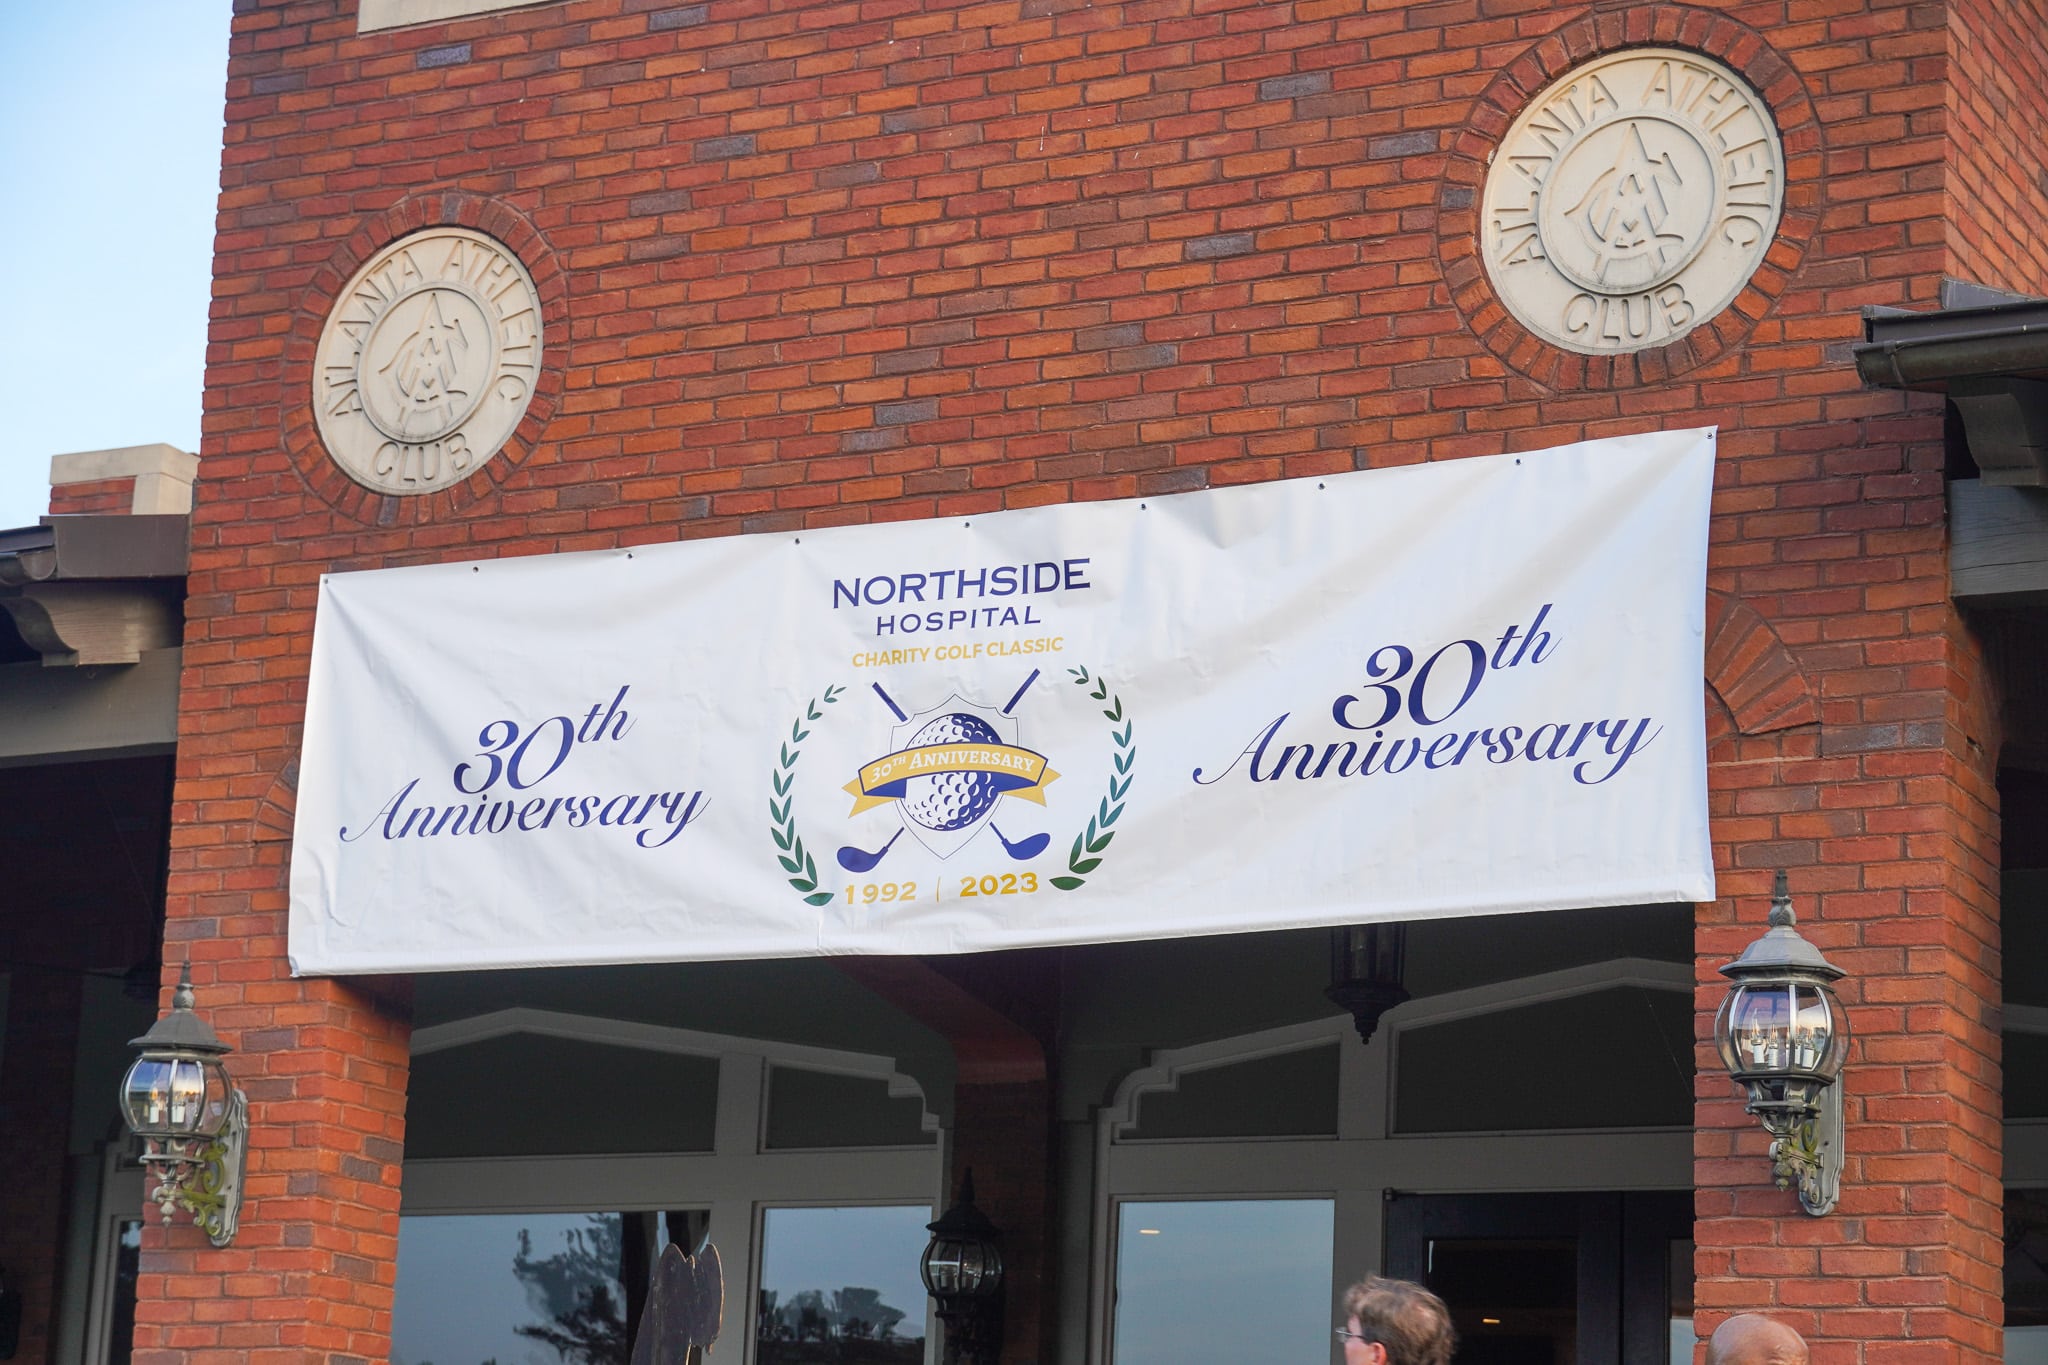 ATLANTA ATHLETIC
CLUB
ATLANTA ATHLETIC
CLUB
NORTHSIDE
HOSPITAL
CHARITY GOLF CLASSIC
30th
Anniversary
30TH ANNIVERSARY
1992 | 2023
30th
Anniversary